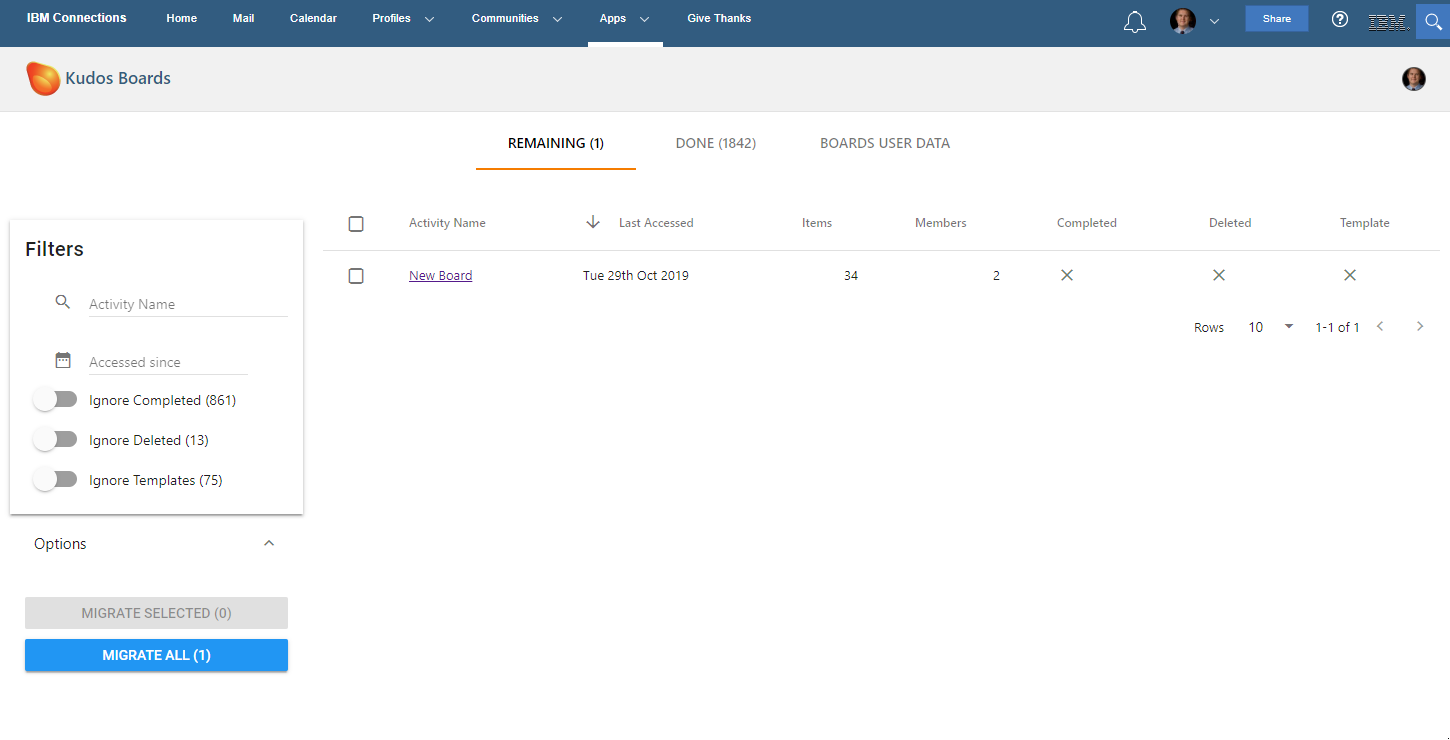 IBM Connections Home Mail Calendar Profiles Communities Apps Give Thanks Share IBM
Kudos Boards
REMAINING (1) DONE (1842) BOARDS USER DATA
Activity Name Last Accessed Items Members Completed Deleted Template
New Board Tue 29th Oct 2019 34 2
Rows 10 1-1 of 1
Filters
Activity Name
Accessed since
Ignore Completed (861)
Ignore Deleted (13)
Ignore Templates (75)
Options
MIGRATE SELECTED (0)
MIGRATE ALL (1)